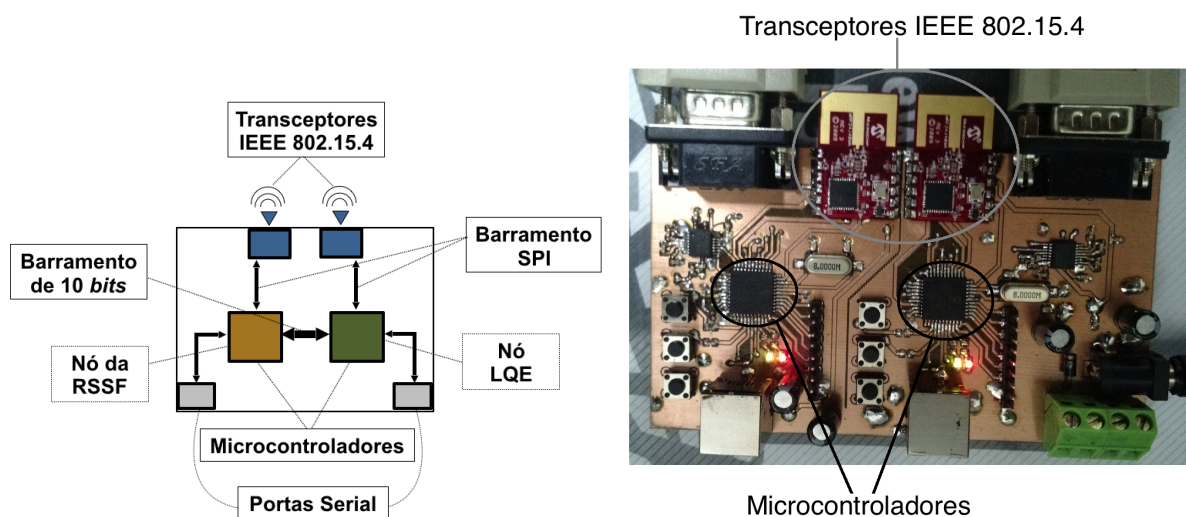 Transceptores
IEEE 802.15.4
Barramento
SPI
Barramento
de 10 bits
Nó da
RSSF
Nó
LQE
Microcontroladores
Portas Serial
Transceptores IEEE 802.15.4
8.0000M
8.0000M
Microcontroladores